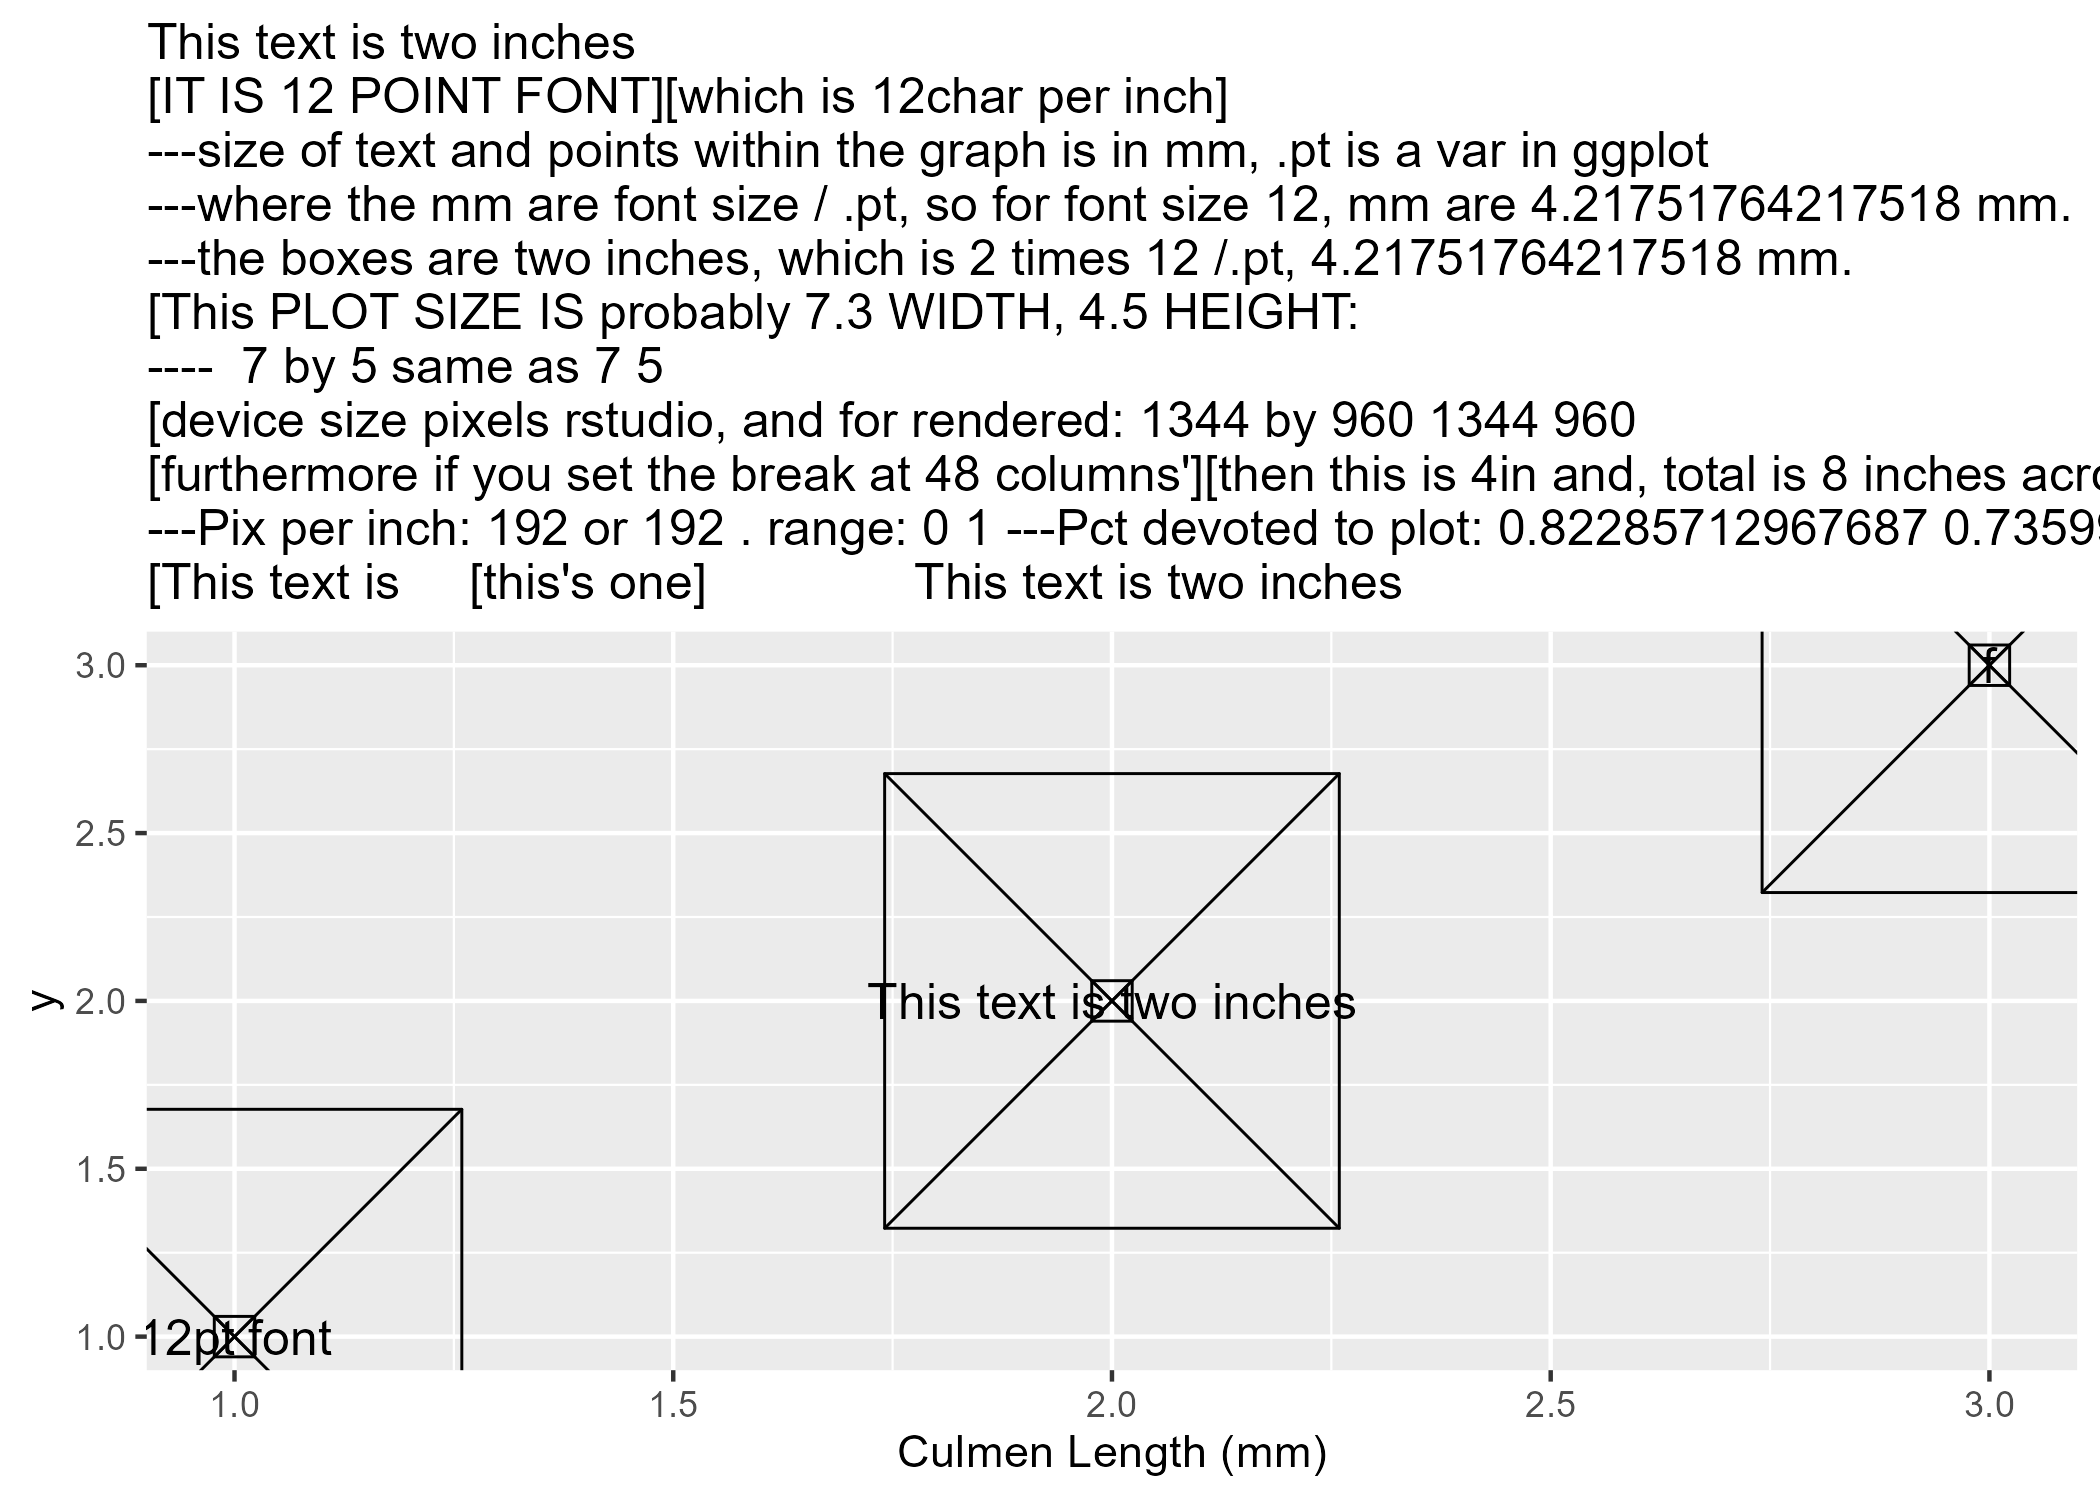 This text is two inches
[IT IS 12 POINT FONT][which is 12char per inch]
---size of text and points within the graph is in mm, .pt is a var in ggplot
---where the mm are font size / .pt, so for font size 12, mm are 4.21751764217518 mm.
---the boxes are two inches, which is 2 times 12 /.pt, 4.21751764217518 mm.
[This PLOT SIZE IS probably 7.3 WIDTH, 4.5 HEIGHT:
----  7 by 5 same as 7 5
[device size pixels rstudio, and for rendered: 1344 by 960 1344 960
[furthermore if you set the break at 48 columns'][then this is 4in and, total is 8 inches acro
---Pix per inch: 192 or 192 . range: 0 1 ---Pct devoted to plot: 0.82285712967687 0.7359
[This text is      [this's one]                This text is two inches
3.0
f
2.5
y
2.0
This text is two inches
1.5
1.0
12pt font
1.0 1.5 2.0 2.5 3.0
Culmen Length (mm)